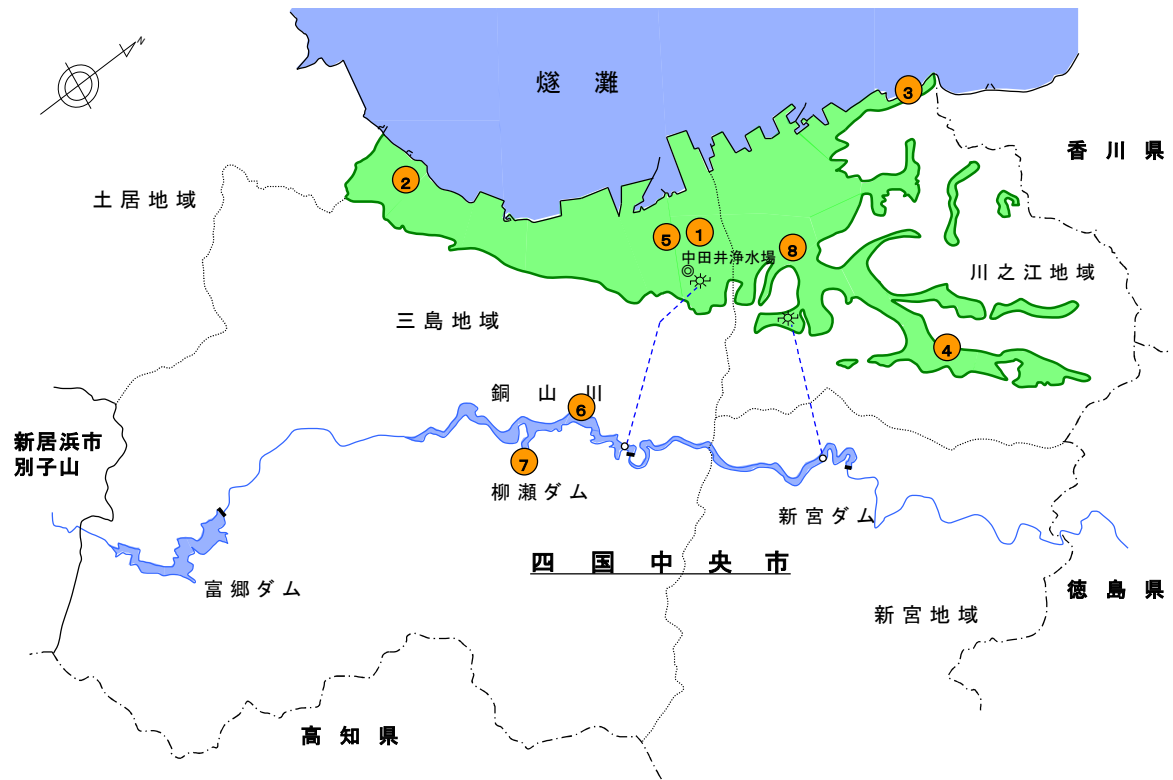 N
燧灘
3
香川県
2
土居地域
5
1
8
中田井浄水場
川之江地域
三島地域
4
銅山川
6
新居浜市
別子山
7
柳瀬ダム
新宮ダム
四国中央市
富郷ダム
徳島県
新宮地域
高知県